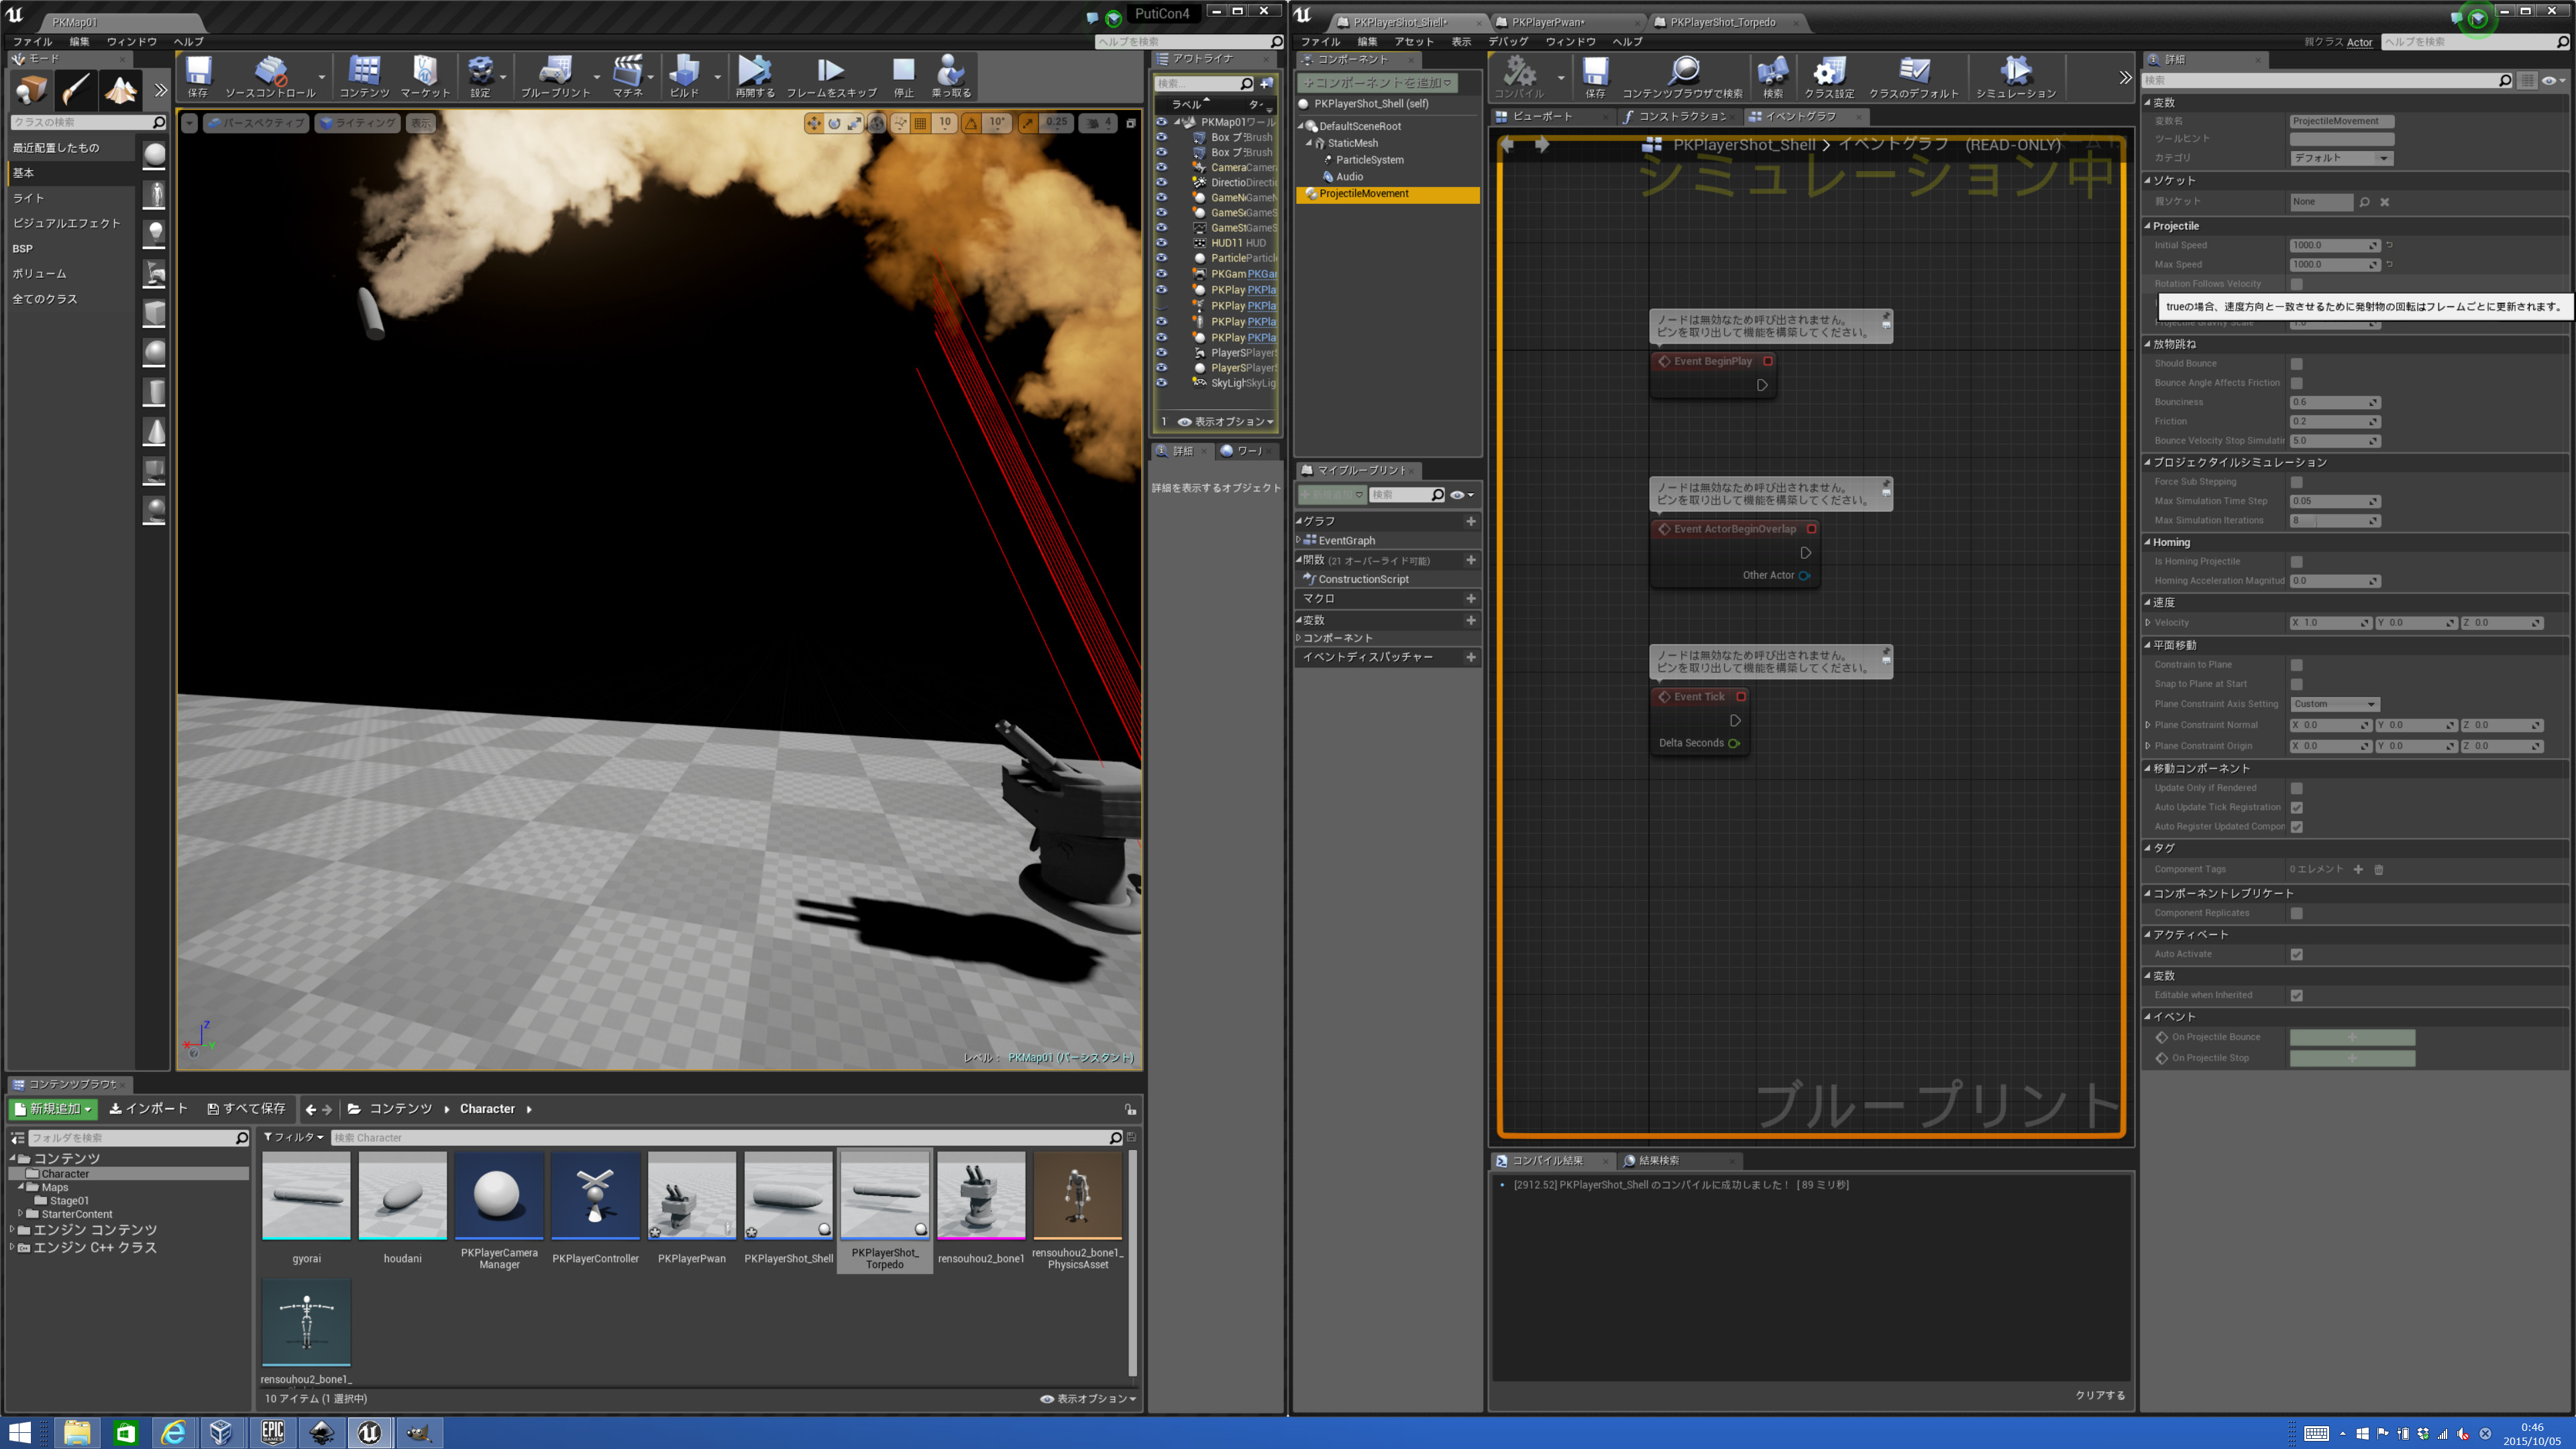 PKMap01
PutiCon4
ファイル 編集 ウィンドウ ヘルプ
ヘルプを検索
モード
クラスの検索
最近配置したもの
基本
ライト
ビジュアルエフェクト
BSP
ボリューム
全てのクラス
保存
ソースコントロール
コンテンツ
マーケット
設定
ブループリント
マチネ
ビルド
再開する
フレームをスキップ
停止
乗っ取る
パースペクティブ
ライティング
表示
10
10°
0.25
4
レベル： PKMap01 (パーシスタント)
アウトライナ
検索...
ラベル
PKMap01ワール
Box ブ Brush
Box ブ Brush
Camera Camera
Directio Directi
GameN GameN
GameS GameS
GameSt GameSt
HUD11 HUD
Particle Particle
PKGam PKGa
PKPlay PKPla
PKPlay PKPla
PKPlay PKPla
PKPlay PKPla
PlayerS PlayerS
PlayerS PlayerS
SkyLigh SkyLig
1 表示オプション
詳細
詳細を表示するオブジェクト
コンテンツブラウザ
新規追加 インポート すべて保存 コンテンツ Character
フォルダを検索
フィルタ 検索 Character
コンテンツ
Character
Maps
Stage01
StarterContent
エンジン コンテンツ
エンジン C++ クラス
gyorai
houdani
PKPlayerCamera
Manager
PKPlayerController
PKPlayerPwan
PKPlayerShot_Shell
PKPlayerShot_
Torpedo
rensouhou2_bone1
rensouhou2_bone1_
PhysicsAsset
rensouhou2_bone1_
10 アイテム (1 選択中)
表示オプション
PKPlayerShot_Shell*
PKPlayerPwan*
PKPlayerShot_Torpedo
ファイル 編集 アセット 表示 デバッグ ウィンドウ ヘルプ
親クラス Actor
ヘルプを検索
コンポーネント
+コンポーネントを追加
PKPlayerShot_Shell (self)
DefaultSceneRoot
StaticMesh
ParticleSystem
Audio
ProjectileMovement
マイブループリント
検索
グラフ
EventGraph
関数 (21 オーバーライド可能)
ConstructionScript
マクロ
変数
コンポーネント
イベントディスパッチャー
コンパイル
保存
コンテンツブラウザで検索
検索
クラス設定
クラスのデフォルト
シミュレーション
ビューポート
コンストラクション
イベントグラフ
PKPlayerShot_Shell > イベントグラフ (READ-ONLY)
シミュレーション中
ノードは無効なため呼び出されません。
ピンを取り出して機能を構築してください。
Event BeginPlay
ノードは無効なため呼び出されません。
ピンを取り出して機能を構築してください。
Event ActorBeginOverlap
Other Actor
ノードは無効なため呼び出されません。
ピンを取り出して機能を構築してください。
Event Tick
Delta Seconds
ブループリント
コンパイル結果
結果検索
[2912.52] PKPlayerShot_Shell のコンパイルに成功しました！ [ 89 ミリ秒]
クリアする
詳細
検索
変数
変数名 ProjectileMovement
ツールヒント
カテゴリ デフォルト
ソケット
親ソケット None
Projectile
Initial Speed 1000.0
Max Speed 1000.0
Rotation Follows Velocity
trueの場合、速度方向と一致させるために発射物の回転はフレームごとに更新されます。
放物跳ね
Should Bounce
Bounce Angle Affects Friction
Bounciness 0.6
Friction 0.2
Bounce Velocity Stop Simulatin 5.0
プロジェクタイルシミュレーション
Force Sub Stepping
Max Simulation Time Step 0.05
Max Simulation Iterations 8
Homing
Is Homing Projectile
Homing Acceleration Magnitud 0.0
速度
Velocity X 1.0 Y 0.0 Z 0.0
平面移動
Constrain to Plane
Snap to Plane at Start
Plane Constraint Axis Setting Custom
Plane Constraint Normal X 0.0 Y 0.0 Z 0.0
Plane Constraint Origin X 0.0 Y 0.0 Z 0.0
移動コンポーネント
Update Only if Rendered
Auto Update Tick Registration
Auto Register Updated Compon
タグ
Component Tags 0 エレメント
コンポーネントレプリケート
Component Replicates
アクティベート
Auto Activate
変数
Editable when Inherited
イベント
On Projectile Bounce
On Projectile Stop
0:46
2015/10/05